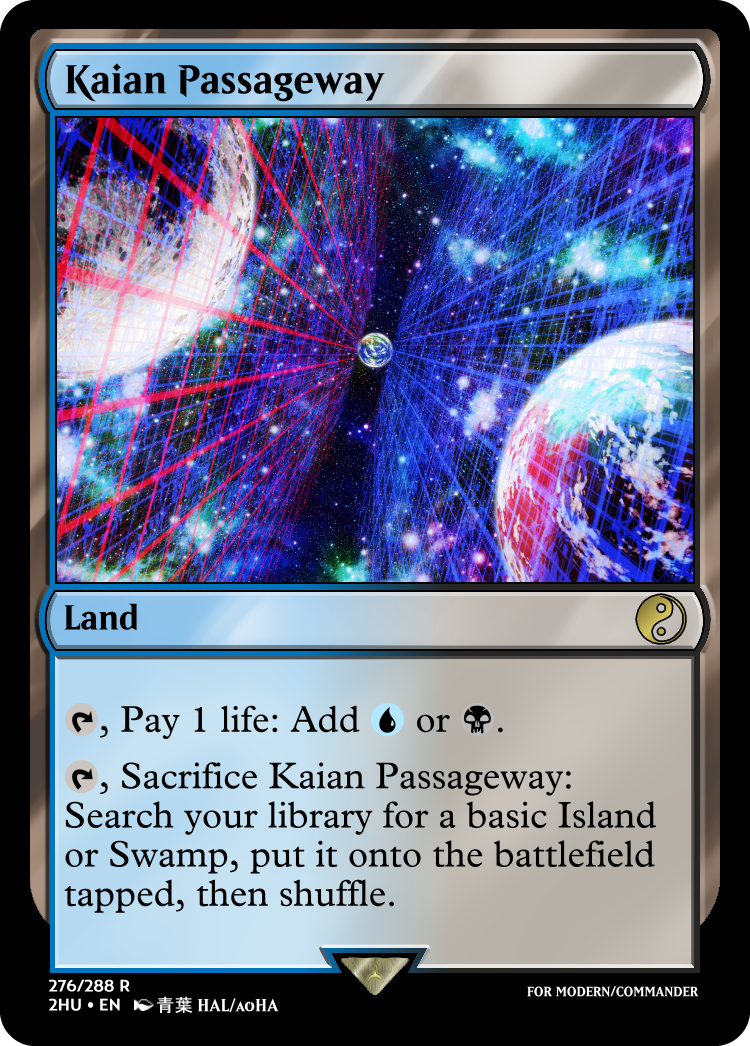 Kaian Passageway
Land
, Pay 1 life: Add or .
, Sacrifice Kaian Passageway:
Search your library for a basic Island
or Swamp, put it onto the battlefield
tapped, then shuffle.
276/288 R
2HU • EN 青葉 HAL/AOHA
FOR MODERN/COMMANDER